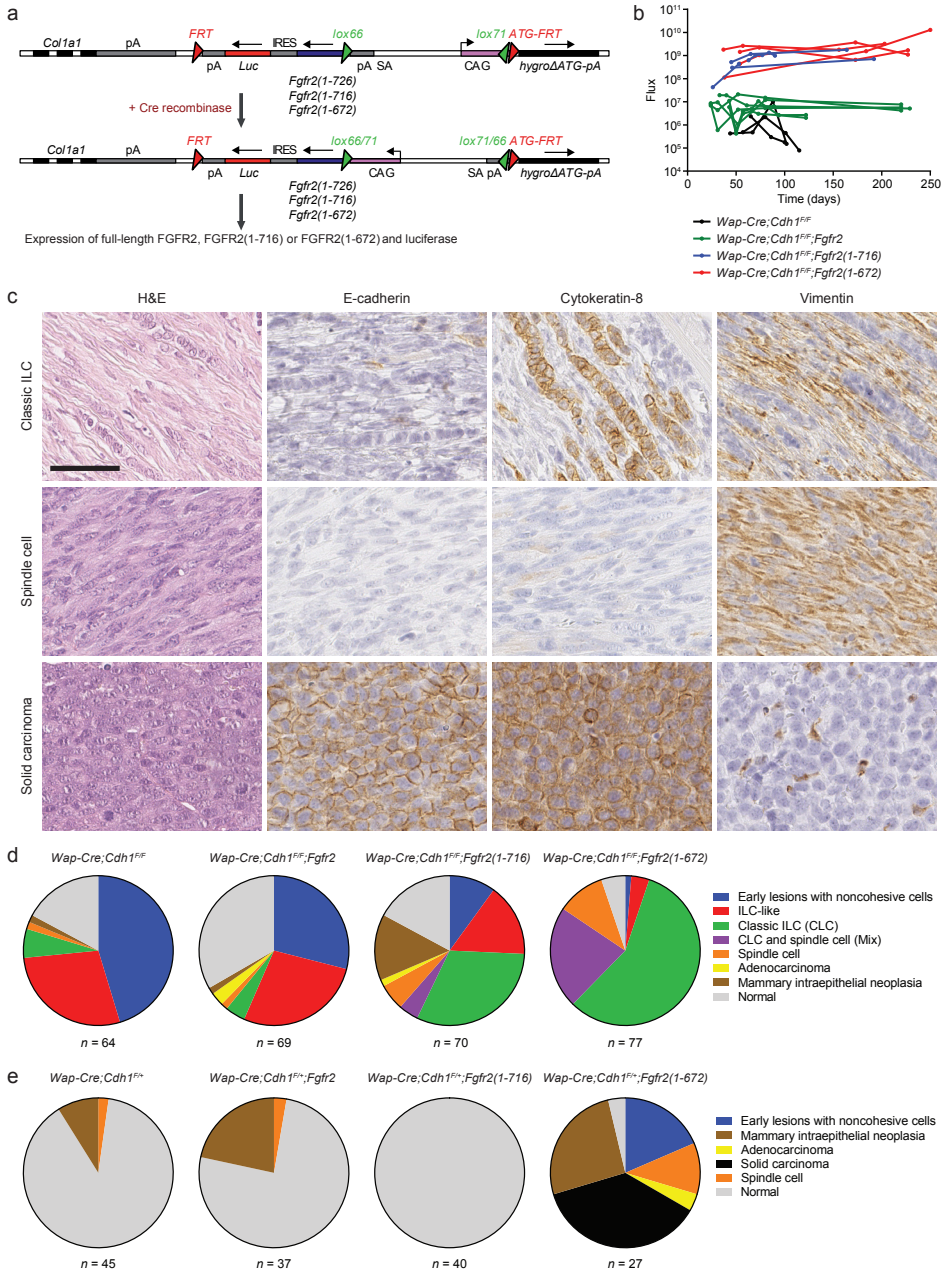 a
FRT IRES lox66 lox71 ATG-FRT
Col1a1 pA
pA Luc pA SA CAG hygroΔATG-pA
Fgfr2(1-726)
Fgfr2(1-716)
Fgfr2(1-672)
+ Cre recombinase
FRT IRES lox66/71 lox71/66 ATG-FRT
Col1a1 pA
pA Luc CAG SA pA hygroΔATG-pA
Fgfr2(1-726)
Fgfr2(1-716)
Fgfr2(1-672)
Expression of full-length FGFR2, FGFR2(1-716) or FGFR2(1-672) and luciferase
b
Flux
10¹¹
10¹⁰
10⁹
10⁸
10⁷
10⁶
10⁵
10⁴
0 50 100 150 200 250
Time (days)
Wap-Cre;Cdh1F/F
Wap-Cre;Cdh1F/F;Fgfr2
Wap-Cre;Cdh1F/F;Fgfr2(1-716)
Wap-Cre;Cdh1F/F;Fgfr2(1-672)
c
H&E E-cadherin Cytokeratin-8 Vimentin
Classic ILC
Spindle cell
Solid carcinoma
d
Wap-Cre;Cdh1F/F Wap-Cre;Cdh1F/F;Fgfr2 Wap-Cre;Cdh1F/F;Fgfr2(1-716) Wap-Cre;Cdh1F/F;Fgfr2(1-672)
Early lesions with noncohesive cells
ILC-like
Classic ILC (CLC)
CLC and spindle cell (Mix)
Spindle cell
Adenocarcinoma
Mammary intraepithelial neoplasia
Normal
n = 64 n = 69 n = 70 n = 77
e
Wap-Cre;Cdh1F/+ Wap-Cre;Cdh1F/+;Fgfr2 Wap-Cre;Cdh1F/+;Fgfr2(1-716) Wap-Cre;Cdh1F/+;Fgfr2(1-672)
Early lesions with noncohesive cells
Mammary intraepithelial neoplasia
Adenocarcinoma
Solid carcinoma
Spindle cell
Normal
n = 45 n = 37 n = 40 n = 27